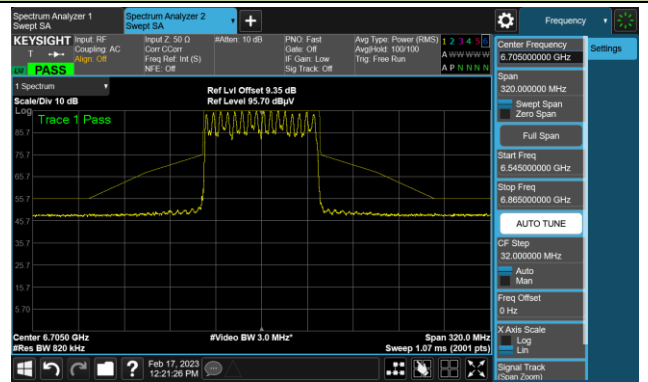 Spectrum Analyzer 1
Swept SA
Spectrum Analyzer 2
Swept SA
Frequency
KEYSIGHT
Input: RF
Coupling: AC
Align: Off
Input Z: 50 Ω
Corr CCorr
Freq Ref: Int (S)
NFE: Off
#Atten: 10 dB
PNO: Fast
Gate: Off
IF Gain: Low
Sig Track: Off
Avg Type: Power (RMS)
Avg|Hold: 100/100
Trig: Free Run
1 2 3 4 5 6
A W W W W W
A P N N N N
PASS
1 Spectrum
Scale/Div 10 dB
Ref Lvl Offset 9.35 dB
Ref Level 95.70 dBµV
Log
Trace 1 Pass
85.7
75.7
65.7
55.7
45.7
35.7
25.7
15.7
5.70
Center 6.7050 GHz
#Res BW 820 kHz
#Video BW 3.0 MHz*
Span 320.0 MHz
Sweep 1.07 ms (2001 pts)
Feb 17, 2023
12:21:26 PM
Center Frequency
6.705000000 GHz
Settings
Span
320.000000 MHz
Swept Span
Zero Span
Full Span
Start Freq
6.545000000 GHz
Stop Freq
6.865000000 GHz
AUTO TUNE
CF Step
32.000000 MHz
Auto
Man
Freq Offset
0 Hz
X Axis Scale
Log
Lin
Signal Track
(Span Zoom)